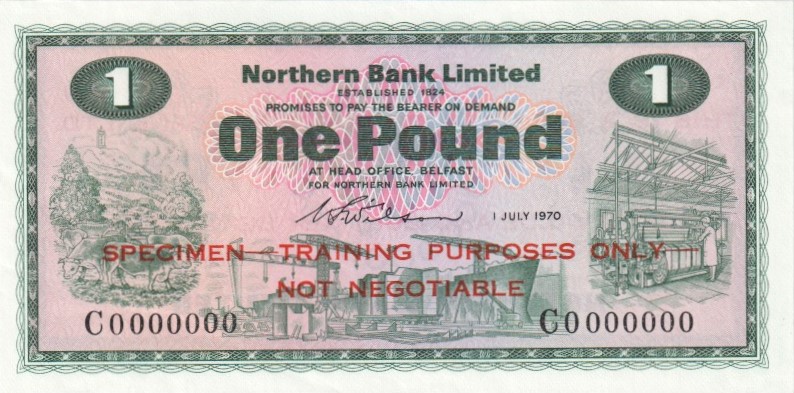 1 1
Northern Bank Limited
ESTABLISHED 1824
PROMISES TO PAY THE BEARER ON DEMAND
One Pound
AT HEAD OFFICE, BELFAST
FOR NORTHERN BANK LIMITED
1 JULY 1970
SPECIMEN — TRAINING PURPOSES ONLY —
NOT NEGOTIABLE
C0000000 C0000000